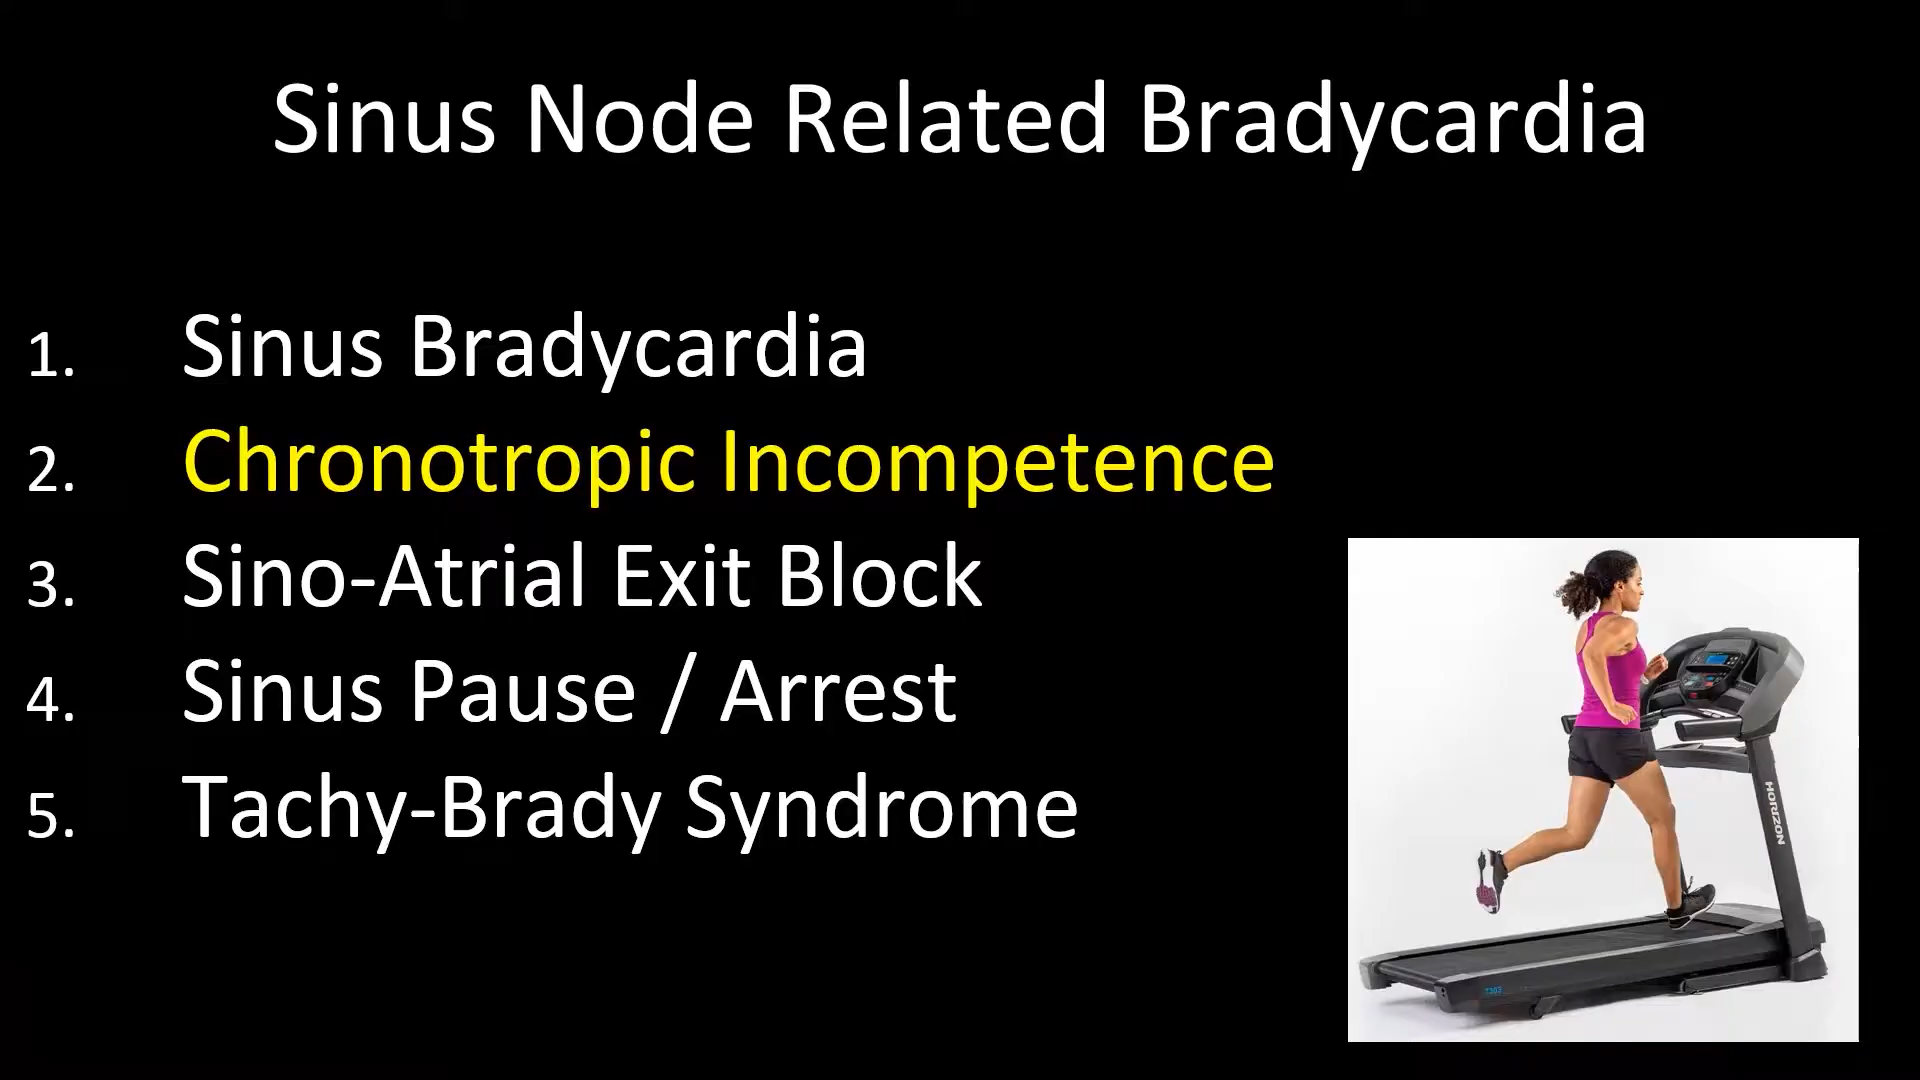 Sinus Node Related Bradycardia
1. Sinus Bradycardia
2. Chronotropic Incompetence
3. Sino-Atrial Exit Block
4. Sinus Pause / Arrest
5. Tachy-Brady Syndrome
HORIZON